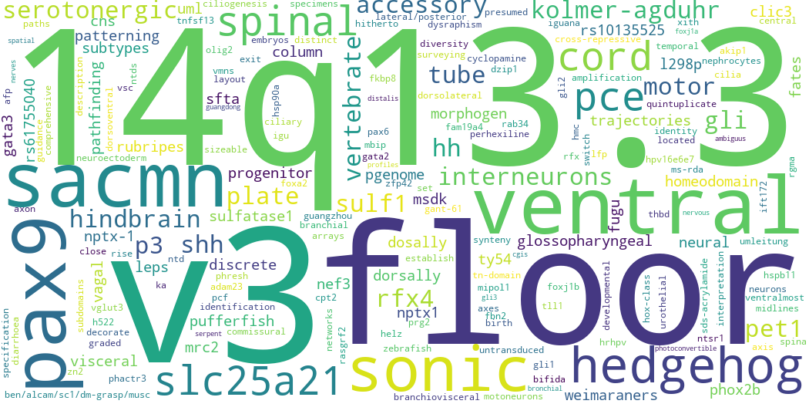 14q13.3
floor
v3
ventral
sonic
hedgehog
sacmn
pax9
spinal
cord
slc25a21
pce
tube
hindbrain
plate
sulf1
interneurons
kolmer-agduhr
accessory
serotonergic
vertebrate
motor
gli
hh
p3 shh
rfx4
pet1
fugu
column
patterning
subtypes
cns
uml
tnfsf13
ciliogenesis
specimens
hitherto
lateral/posterior
dysraphism
iguana
presumed
clic3
xith
central
foxj1a
rs10135525
cross-repressive
temporal
l298p
nephrocytes
akip1
cilia
fates
spatial
paths
nerves
afp
gata3
rs61755040
guidance
comprehensive
description
dorsoventral
pathfinding
ntds
vsc
olig2
embryos
distinct
exit
vmns
layout
sfta
guangdong
hsp90a
ciliary
igu
sizeable
rubripes
neuroectoderm
progenitor
foxa2
sulfatase1
diversity
surveying
cyclopamine
fkbp8
dzip1
dorsolateral
distalis
morphogen
fam19a4
rab34
pax6
mbip
pethexiline
gata2
profiles
zfp42
pgenome
gli2
amplification
quintuplicate
trajectories
identity
located
ambiguus
hmc
switch
rfx
lfp
hpv16e6e7
ms-rda
homeodomain
rgma
ift172
set
msdk
gant-61
guangzhou
branchial
arrays
thbd
nervous
nptx-1
close
rise
axon
leps
ntd
discrete
vagal
vglut3
ka
phresh
adam23
pcf
identification
cpt2
nef3
pufferfish
subdomains
diarrhoea
specification
h522
decorate
graded
commissural
serpent
mrc2
visceral
zn2
phactr3
networks
rasgrf2
ben/alcam/sc1/dm-grasp/musc
dosally
dorsally
establish
cgis
ty54
nptx1
axes
fbn2
prg2
birth
helz
zebrafish
synteny
tn-domain
mipol1
gli3
glossopharyngeal
foxj1b
tll1
untransduced
gli1
bifida
bronchial
branchiovisceral
motoneurons
developmental
hox-class
urothelial
hrhpv
neural
umleitung
sds-acrylamide
interpretation
hspb11
neurons
ventralmost
midlines
ntsr1
axis
spina
photoconvertible
phox2b
weimaraners